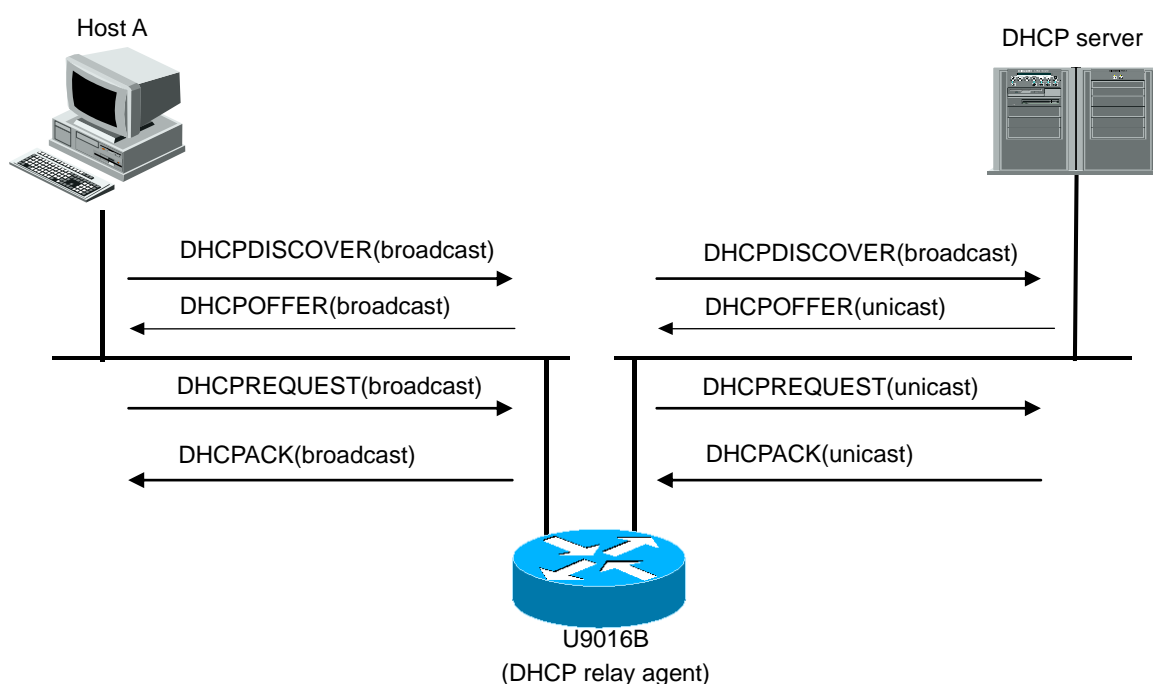 Host A
DHCP server
DHCPDISCOVER(broadcast)
DHCPDISCOVER(broadcast)
DHCPOFFER(broadcast)
DHCPOFFER(unicast)
DHCPREQUEST(broadcast)
DHCPREQUEST(unicast)
DHCPACK(broadcast)
DHCPACK(unicast)
U9016B
(DHCP relay agent)